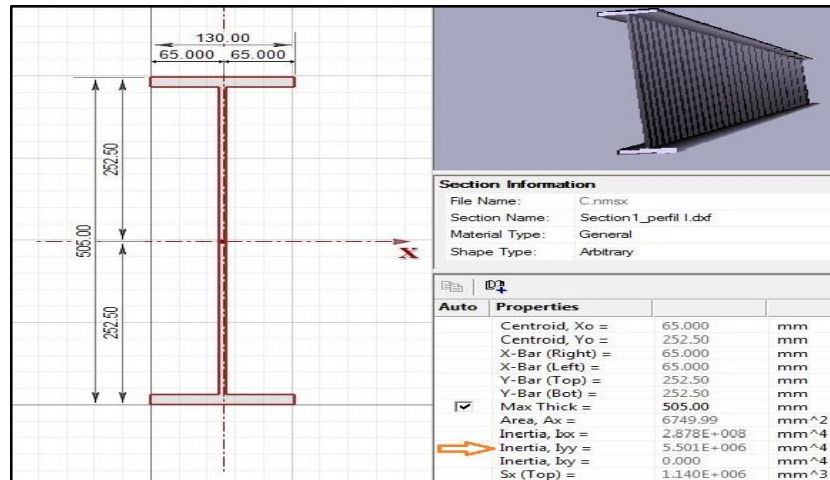 130.00
65.000 65.000
252.50
505.00
252.50
X
Section Information
File Name: C.nmsx
Section Name: Section1_perfil I.dxf
Material Type: General
Shape Type: Arbitrary
Auto Properties
Centroid, Xo = 65.000 mm
Centroid, Yo = 252.50 mm
X-Bar (Right) = 65.000 mm
X-Bar (Left) = 65.000 mm
Y-Bar (Top) = 252.50 mm
Y-Bar (Bot) = 252.50 mm
Max Thick = 505.00 mm
Area, Ax = 6749.99 mm^2
Inertia, Ixx = 2.878E+008 mm^4
Inertia, Iyy = 5.501E+006 mm^4
Inertia, Ixy = 0.000 mm^4
Sx (Top) = 1.140E+006 mm^3